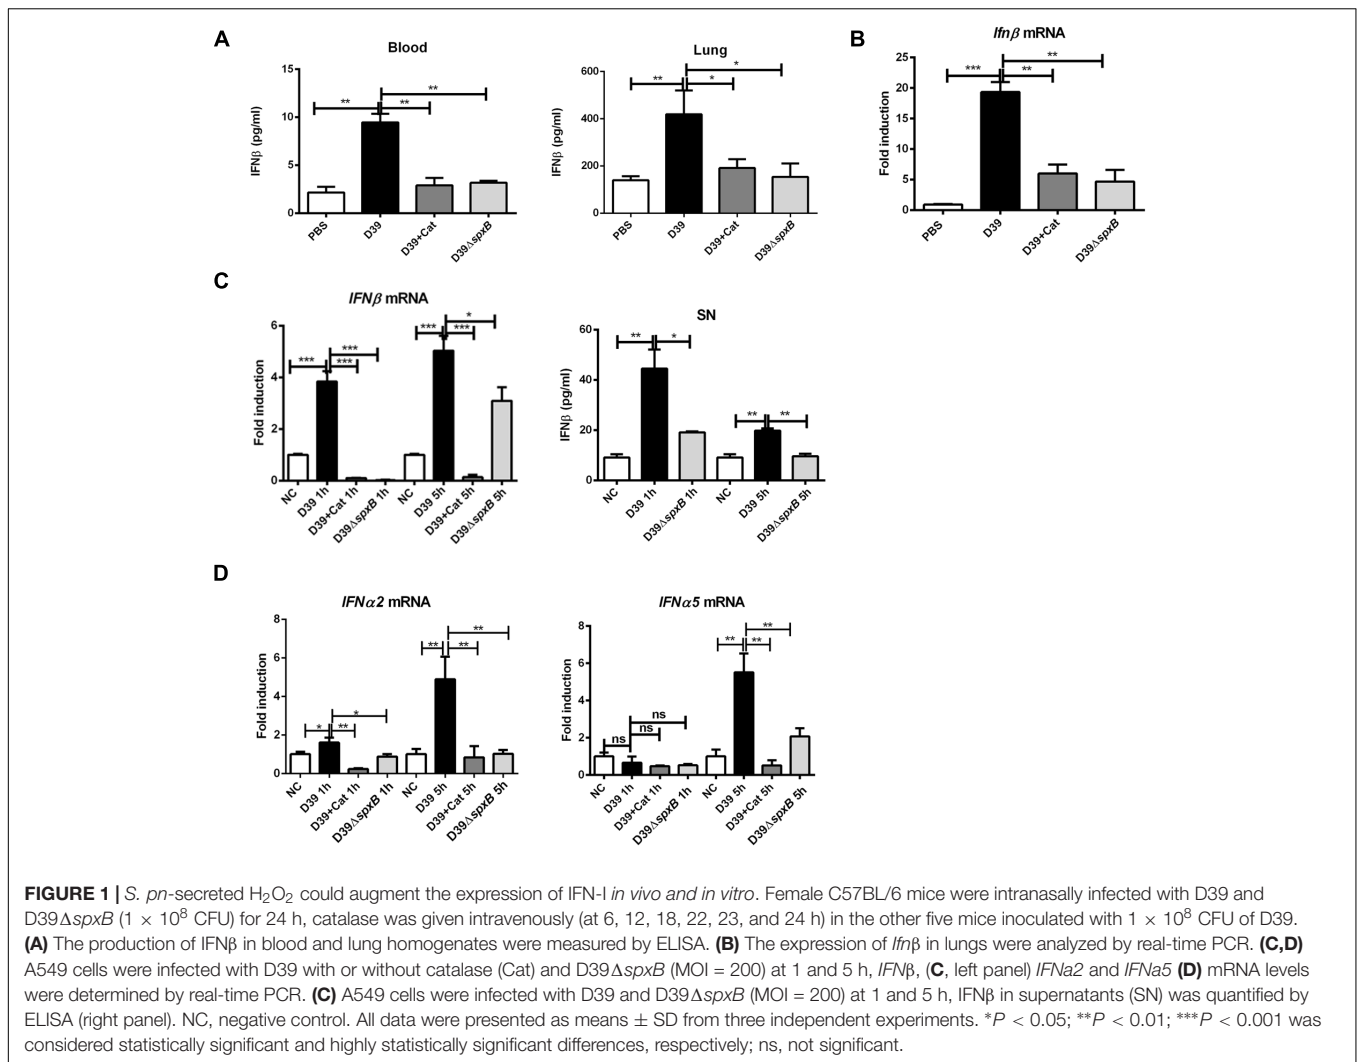 A
Blood
IFNβ (pg/ml)
15
10
5
0
**
**
**
PBS
D39
D39+Cat
D39ΔspxB
Lung
IFNβ (pg/ml)
600
400
200
0
**
*
*
PBS
D39
D39+Cat
D39ΔspxB
B
Ifnβ mRNA
Fold induction
25
20
15
10
5
0
***
**
**
PBS
D39
D39+Cat
D39ΔspxB
C
IFNβ mRNA
Fold induction
6
4
2
0
***
***
***
***
***
*
NC
D39 1h
D39+Cat 1h
D39ΔspxB 1h
NC
D39 5h
D39+Cat 5h
D39ΔspxB 5h
SN
IFNβ (pg/ml)
60
40
20
0
**
*
**
**
NC
D39 1h
D39ΔspxB 1h
NC
D39 5h
D39ΔspxB 5h
D
IFNα2 mRNA
Fold induction
8
6
4
2
0
*
**
*
**
**
**
NC
D39 1h
D39+Cat 1h
D39ΔspxB 1h
NC
D39 5h
D39+Cat 5h
D39ΔspxB 5h
IFNα5 mRNA
Fold induction
8
6
4
2
0
ns
ns
ns
**
**
**
NC
D39 1h
D39+Cat 1h
D39ΔspxB 1h
NC
D39 5h
D39+Cat 5h
D39ΔspxB 5h
FIGURE 1 | S. pn-secreted H₂O₂ could augment the expression of IFN-I in vivo and in vitro. Female C57BL/6 mice were intranasally infected with D39 and
D39ΔspxB (1 × 10⁸ CFU) for 24 h, catalase was given intravenously (at 6, 12, 18, 22, 23, and 24 h) in the other five mice inoculated with 1 × 10⁸ CFU of D39.
(A) The production of IFNβ in blood and lung homogenates were measured by ELISA. (B) The expression of Ifnβ in lungs were analyzed by real-time PCR. (C,D)
A549 cells were infected with D39 with or without catalase (Cat) and D39ΔspxB (MOI = 200) at 1 and 5 h, IFNβ, (C, left panel) IFNa2 and IFNa5 (D) mRNA levels
were determined by real-time PCR. (C) A549 cells were infected with D39 and D39ΔspxB (MOI = 200) at 1 and 5 h, IFNβ in supernatants (SN) was quantified by
ELISA (right panel). NC, negative control. All data were presented as means ± SD from three independent experiments. *P < 0.05; **P < 0.01; ***P < 0.001 was
considered statistically significant and highly statistically significant differences, respectively; ns, not significant.